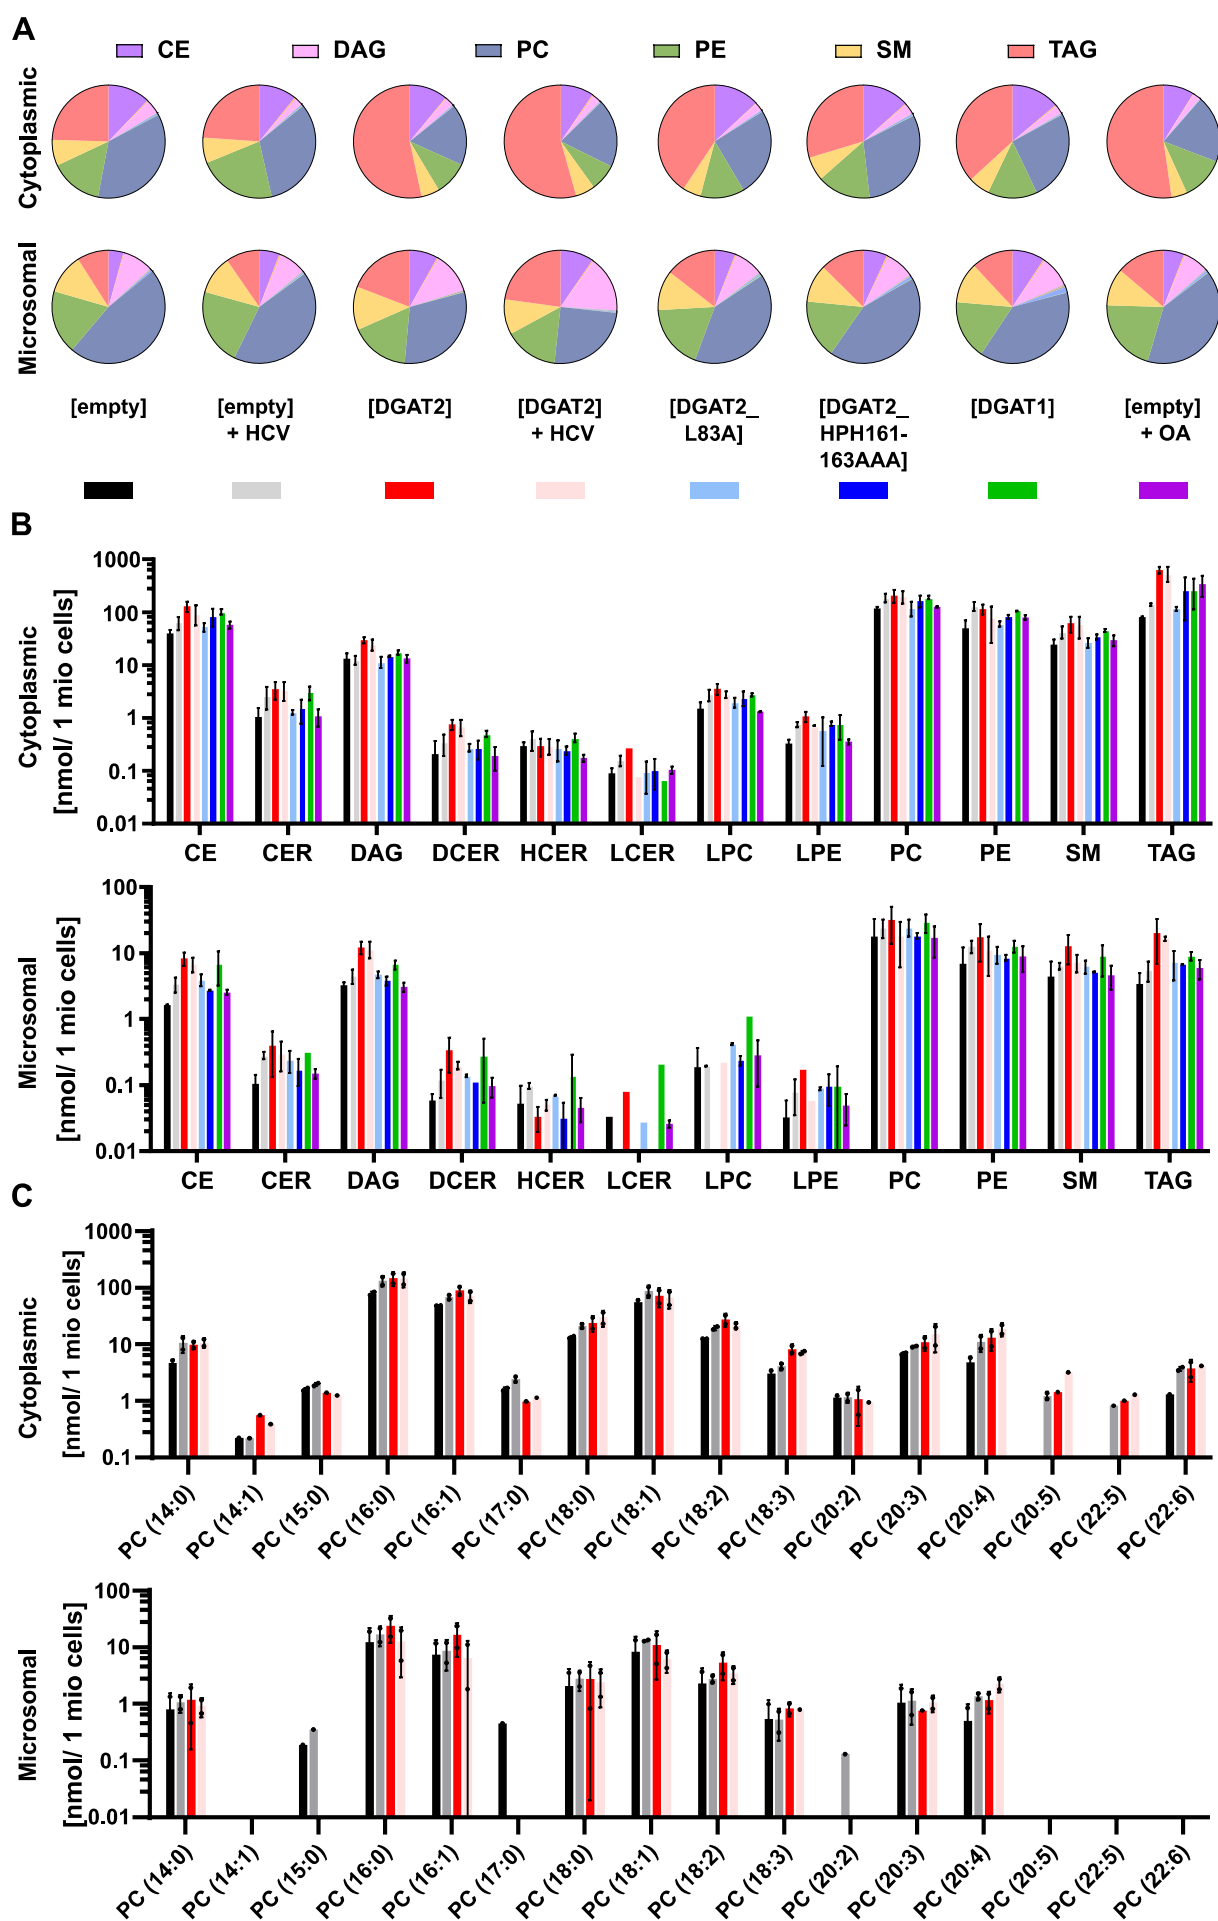 A
CE DAG PC PE SM TAG
Cytoplasmic
Microsomal
[empty] [empty] [DGAT2] [DGAT2] [DGAT2_ [DGAT2_ [DGAT1] [empty]
+ HCV + HCV L83A] HPH161- + OA
163AAA]
B
Cytoplasmic
[nmol/ 1 mio cells]
1000
100
10
1
0.1
0.01
CE CER DAG DCER HCER LCER LPC LPE PC PE SM TAG
Microsomal
[nmol/ 1 mio cells]
100
10
1
0.1
0.01
CE CER DAG DCER HCER LCER LPC LPE PC PE SM TAG
C
Cytoplasmic
[nmol/ 1 mio cells]
1000
100
10
1
0.1
PC (14:0) PC (14:1) PC (15:0) PC (16:0) PC (16:1) PC (17:0) PC (18:0) PC (18:1) PC (18:2) PC (18:3) PC (20:2) PC (20:3) PC (20:4) PC (20:5) PC (22:5) PC (22:6)
Microsomal
[nmol/ 1 mio cells]
100
10
1
0.1
0.01
PC (14:0) PC (14:1) PC (15:0) PC (16:0) PC (16:1) PC (17:0) PC (18:0) PC (18:1) PC (18:2) PC (18:3) PC (20:2) PC (20:3) PC (20:4) PC (20:5) PC (22:5) PC (22:6)